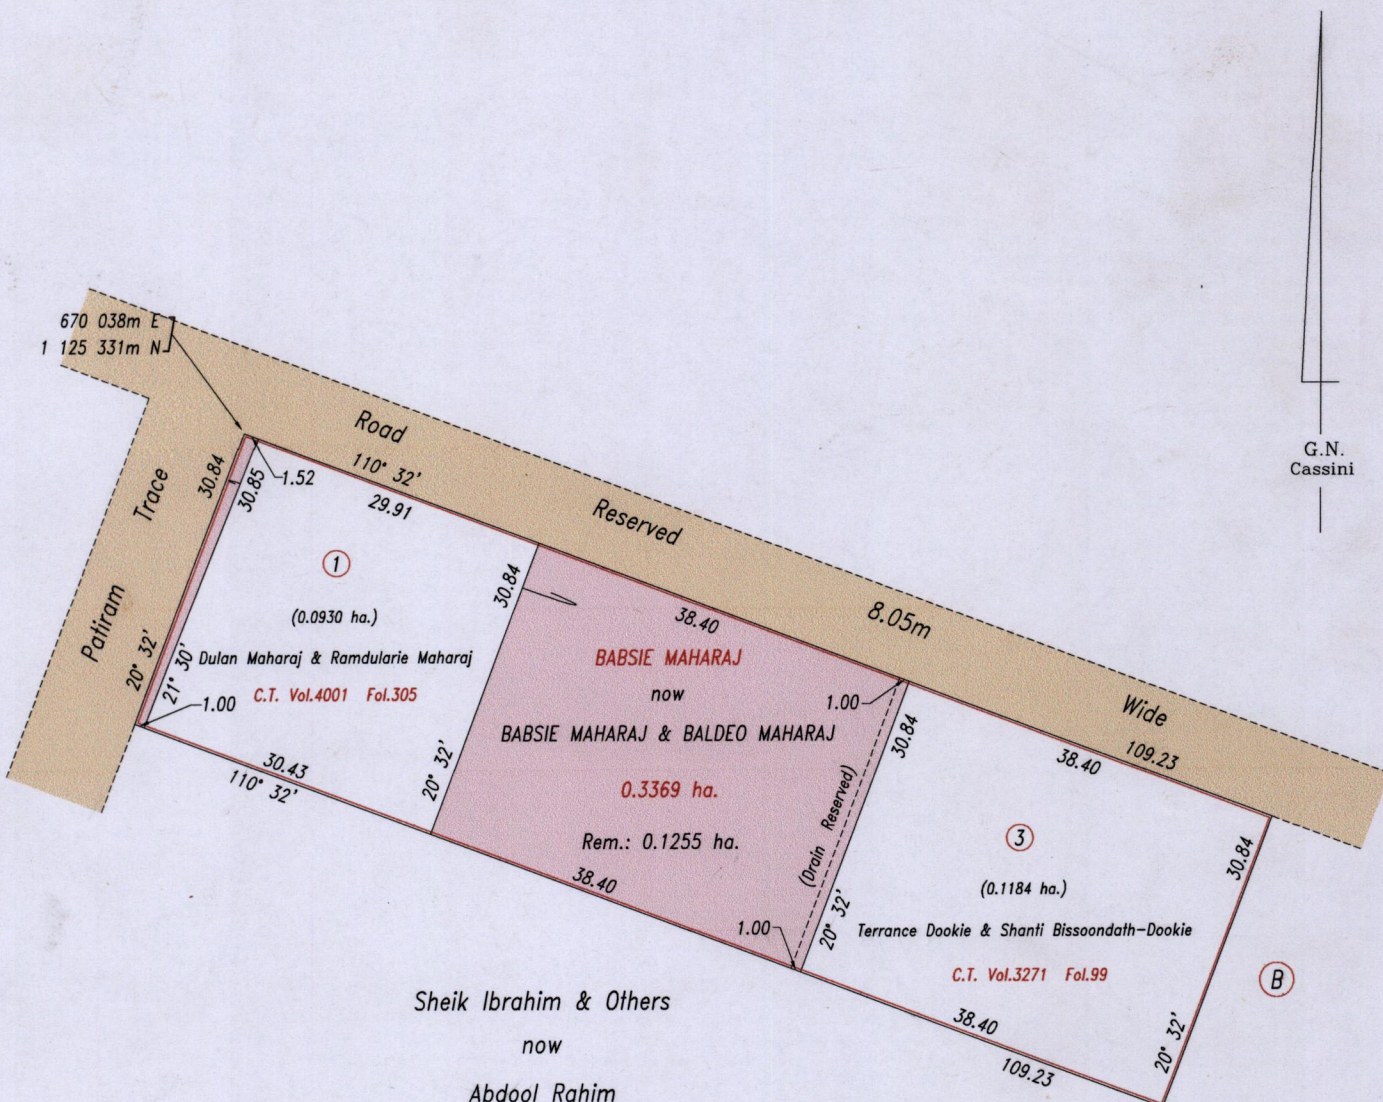 670 038m E
1 125 331m N
G.N.
Cassini
Road
Reserved
8.05m
Wide
Patiram
Trace
30.84
30.85
1.52
110° 32'
29.91
20° 32'
21° 30'
1.00
30.43
110° 32'
1
(0.0930 ha.)
Dulan Maharaj & Ramdularie Maharaj
C.T. Vol.4001 Fol.305
30.84
20° 32'
38.40
BABSIE MAHARAJ
now
BABSIE MAHARAJ & BALDEO MAHARAJ
0.3369 ha.
Rem.: 0.1255 ha.
38.40
1.00
1.00
(Drain Reserved)
30.84
20° 32'
38.40
109.23
3
(0.1184 ha.)
Terrance Dookie & Shanti Bissoondath-Dookie
C.T. Vol.3271 Fol.99
30.84
20° 32'
38.40
109.23
B
Sheik Ibrahim & Others
now
Abdool Rahim